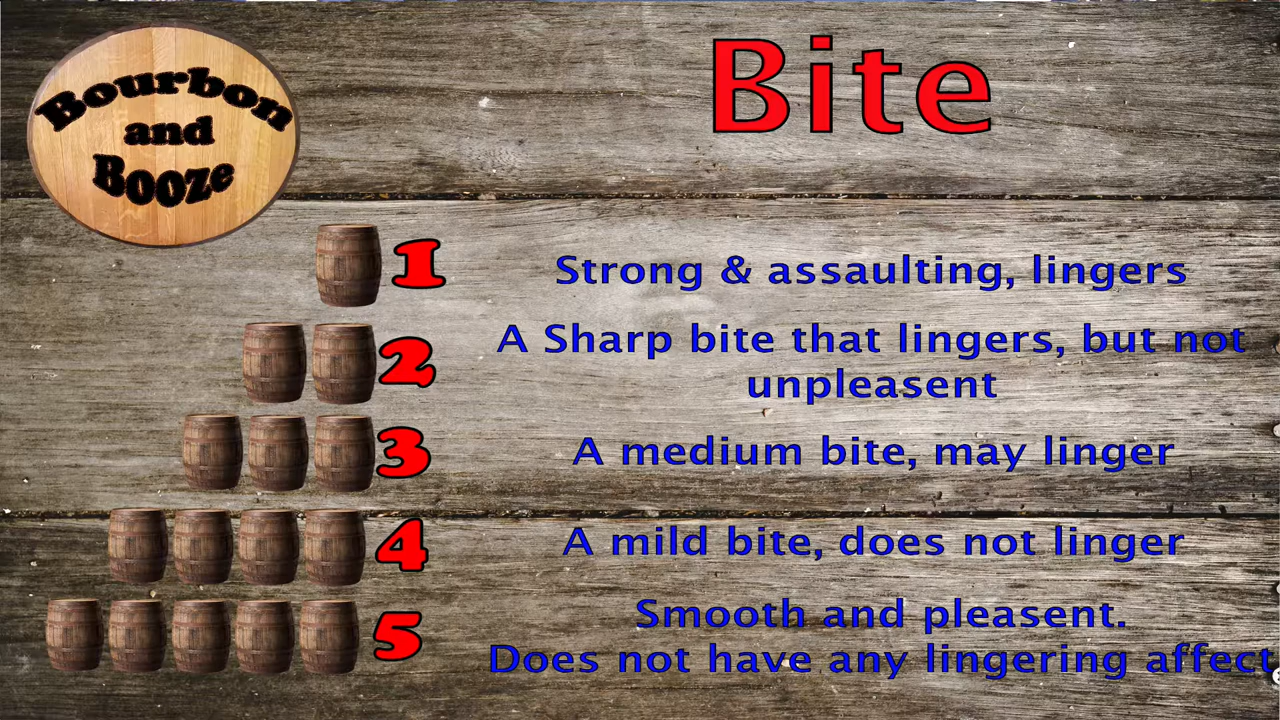 Bourbon
and
Booze
Bite
1
Strong & assaulting, lingers
2
A Sharp bite that lingers, but not
unpleasent
3
A medium bite, may linger
4
A mild bite, does not linger
5
Smooth and pleasent.
Does not have any lingering affect